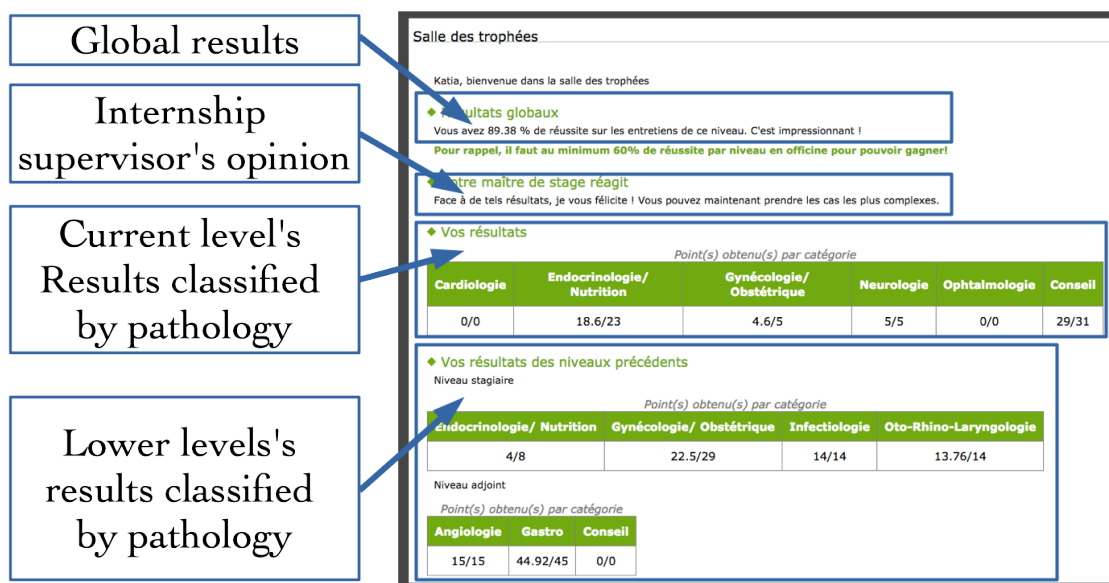 Global results
Internship
supervisor's opinion
Current level's
Results classified
by pathology
Lower levels's
results classified
by pathology
Salle des trophées
Katia, bienvenue dans la salle des trophées
Résultats globaux
Vous avez 89.38 % de réussite sur les entretiens de ce niveau. C'est impressionnant !
Pour rappel, il faut au minimum 60% de réussite par niveau en officine pour pouvoir gagner!
Votre maître de stage réagit
Face à de tels résultats, je vous félicite ! Vous pouvez maintenant prendre les cas les plus complexes.
Vos résultats
Point(s) obtenu(s) par catégorie
Cardiologie Endocrinologie/ Nutrition Gynécologie/ Obstétrique Neurologie Ophtalmologie Conseil
0/0 18.6/23 4.6/5 5/5 0/0 29/31
Vos résultats des niveaux précédents
Niveau stagiaire
Point(s) obtenu(s) par catégorie
Endocrinologie/ Nutrition Gynécologie/ Obstétrique Infectiologie Oto-Rhino-Laryngologie
4/8 22.5/29 14/14 13.76/14
Niveau adjoint
Point(s) obtenu(s) par catégorie
Angiologie Gastro Conseil
15/15 44.92/45 0/0